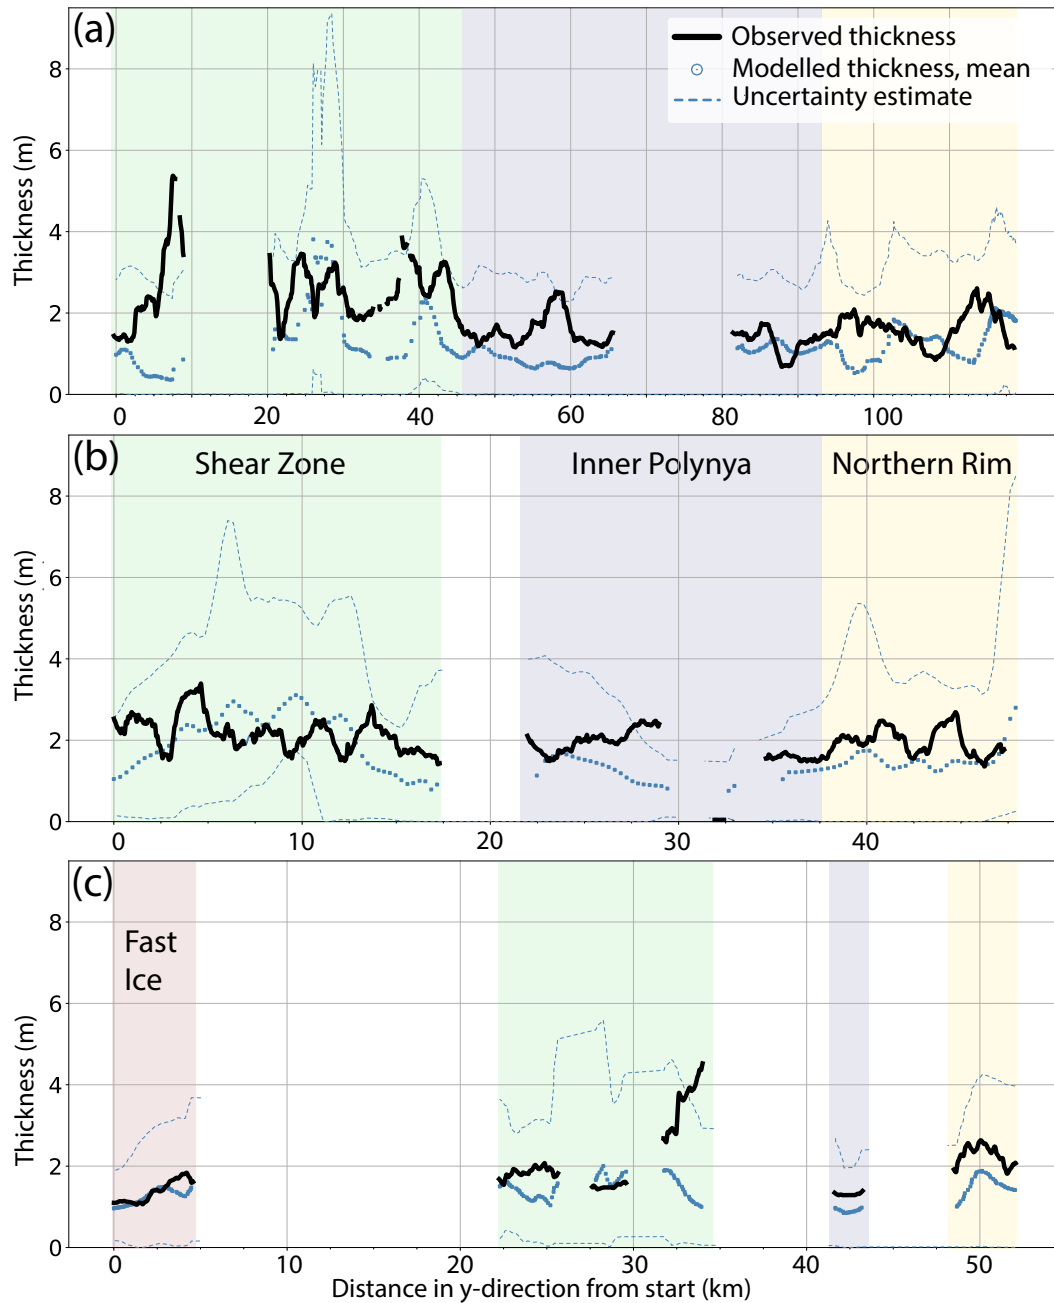 (a)
Observed thickness
Modelled thickness, mean
Uncertainty estimate
Thickness (m)
8
6
4
2
0
0 20 40 60 80 100
(b)
Shear Zone Inner Polynya Northern Rim
Thickness (m)
8
6
4
2
0
0 10 20 30 40
(c)
Fast
Ice
Thickness (m)
8
6
4
2
0
0 10 20 30 40 50
Distance in y-direction from start (km)